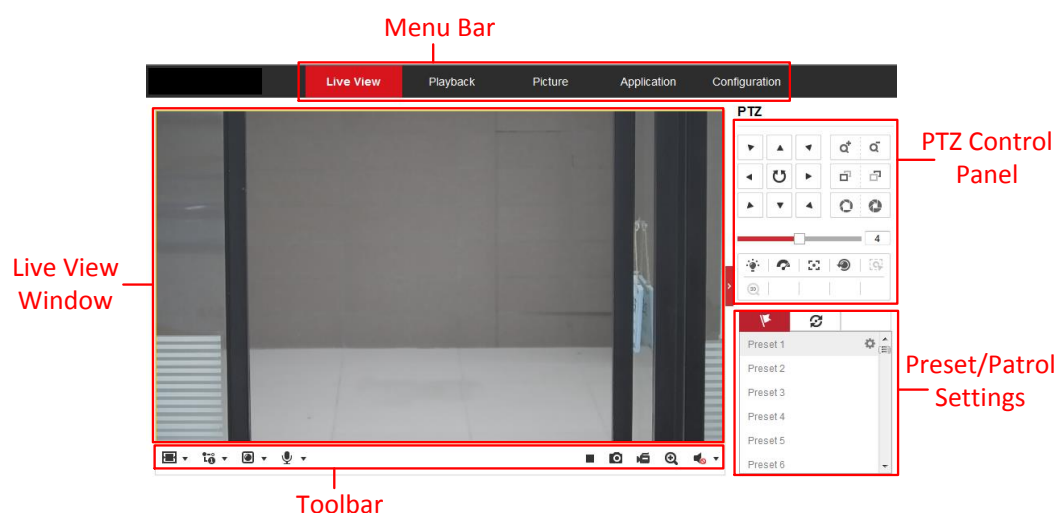 Menu Bar
Live View
Playback
Picture
Application
Configuration
PTZ
PTZ Control
Panel
4
Live View
Window
3D
Preset 1
Preset 2
Preset 3
Preset 4
Preset 5
Preset 6
Preset/Patrol
Settings
Toolbar